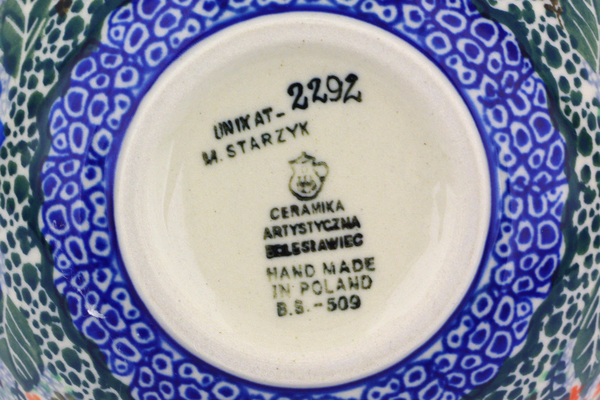 UNIKAT- 2292
M. STARZYK
CERAMIKA
ARTYSTYCZNA
BOLESŁAWIEC
HAND MADE
IN POLAND
B.S.-509